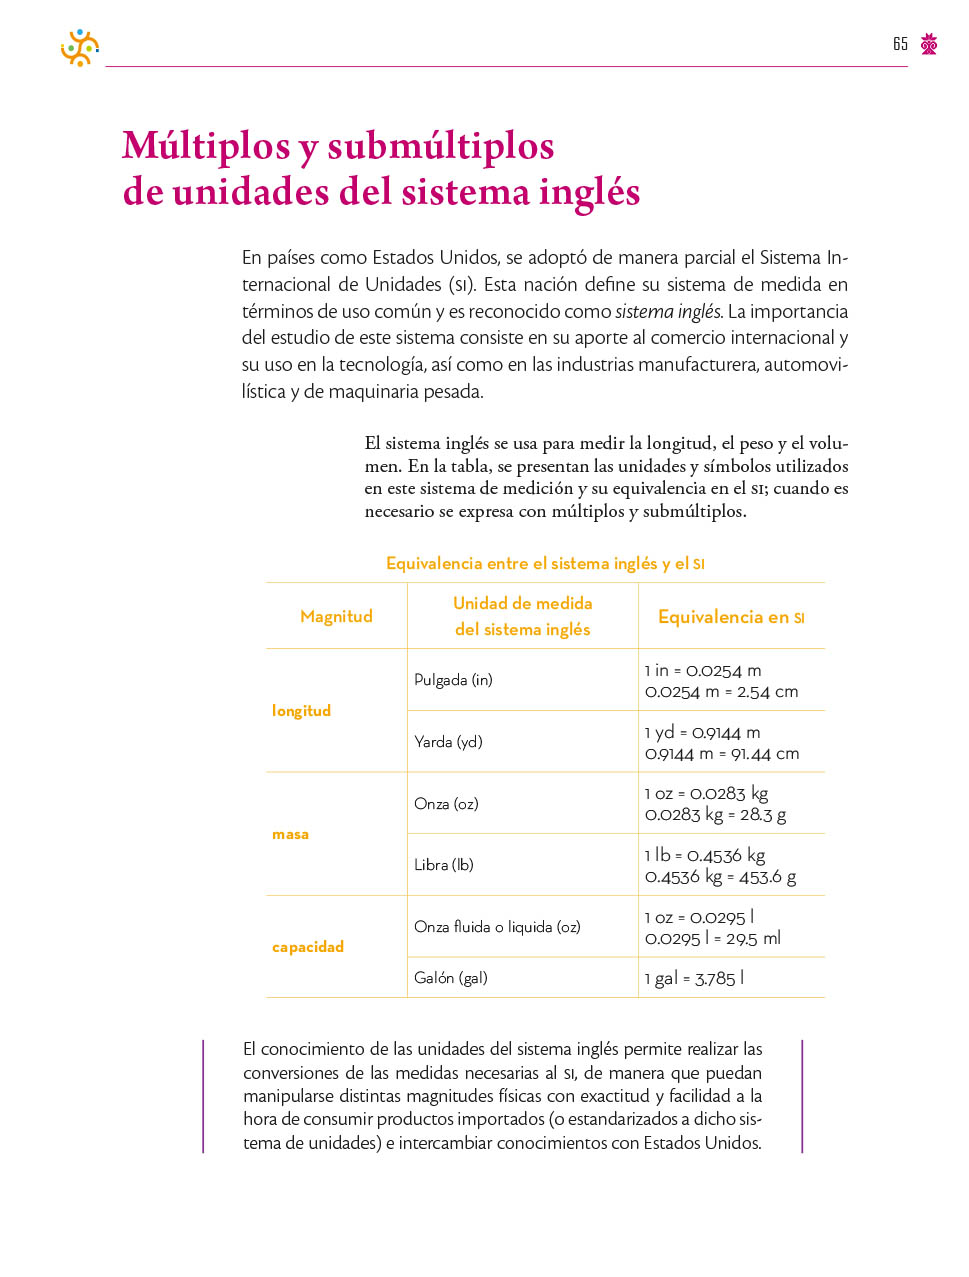 65
Múltiplos y submúltiplos
de unidades del sistema inglés
En países como Estados Unidos, se adoptó de manera parcial el Sistema In-
ternacional de Unidades (SI). Esta nación define su sistema de medida en
términos de uso común y es reconocido como sistema inglés. La importancia
del estudio de este sistema consiste en su aporte al comercio internacional y
su uso en la tecnología, así como en las industrias manufacturera, automovi-
lística y de maquinaria pesada.
El sistema inglés se usa para medir la longitud, el peso y el volu-
men. En la tabla, se presentan las unidades y símbolos utilizados
en este sistema de medición y su equivalencia en el SI; cuando es
necesario se expresa con múltiplos y submúltiplos.
Equivalencia entre el sistema inglés y el SI
Magnitud
Unidad de medida
del sistema inglés
Equivalencia en SI
longitud
Pulgada (in)
1 in = 0.0254 m
0.0254 m = 2.54 cm
Yarda (yd)
1 yd = 0.9144 m
0.9144 m = 91.44 cm
masa
Onza (oz)
1 oz = 0.0283 kg
0.0283 kg = 28.3 g
Libra (lb)
1 lb = 0.4536 kg
0.4536 kg = 453.6 g
capacidad
Onza fluida o liquida (oz)
1 oz = 0.0295 l
0.0295 l = 29.5 ml
Galón (gal)
1 gal = 3.785 l
El conocimiento de las unidades del sistema inglés permite realizar las
conversiones de las medidas necesarias al SI, de manera que puedan
manipularse distintas magnitudes físicas con exactitud y facilidad a la
hora de consumir productos importados (o estandarizados a dicho sis-
tema de unidades) e intercambiar conocimientos con Estados Unidos.